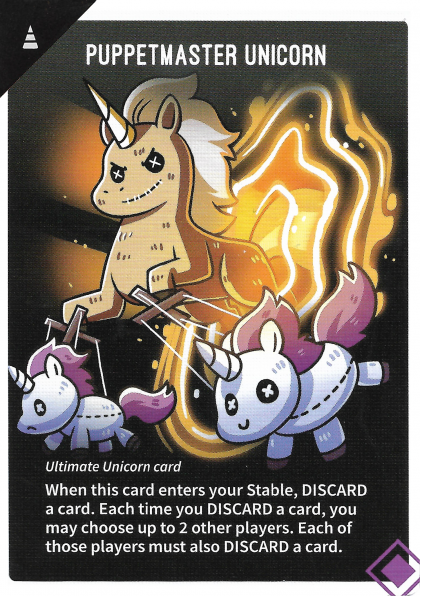 PUPPETMASTER UNICORN
Ultimate Unicorn card
When this card enters your Stable, DISCARD
a card. Each time you DISCARD a card, you
may choose up to 2 other players. Each of
those players must also DISCARD a card.